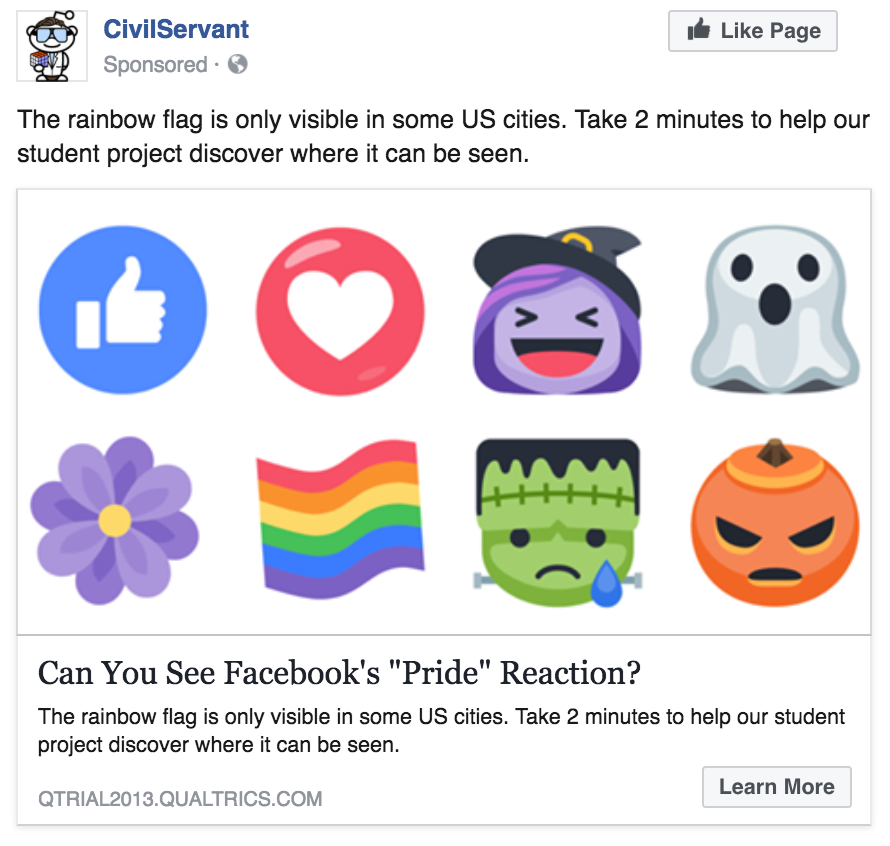 CivilServant
Like Page
Sponsored ·
The rainbow flag is only visible in some US cities. Take 2 minutes to help our
student project discover where it can be seen.
Can You See Facebook's "Pride" Reaction?
The rainbow flag is only visible in some US cities. Take 2 minutes to help our student
project discover where it can be seen.
QTRIAL2013.QUALTRICS.COM
Learn More